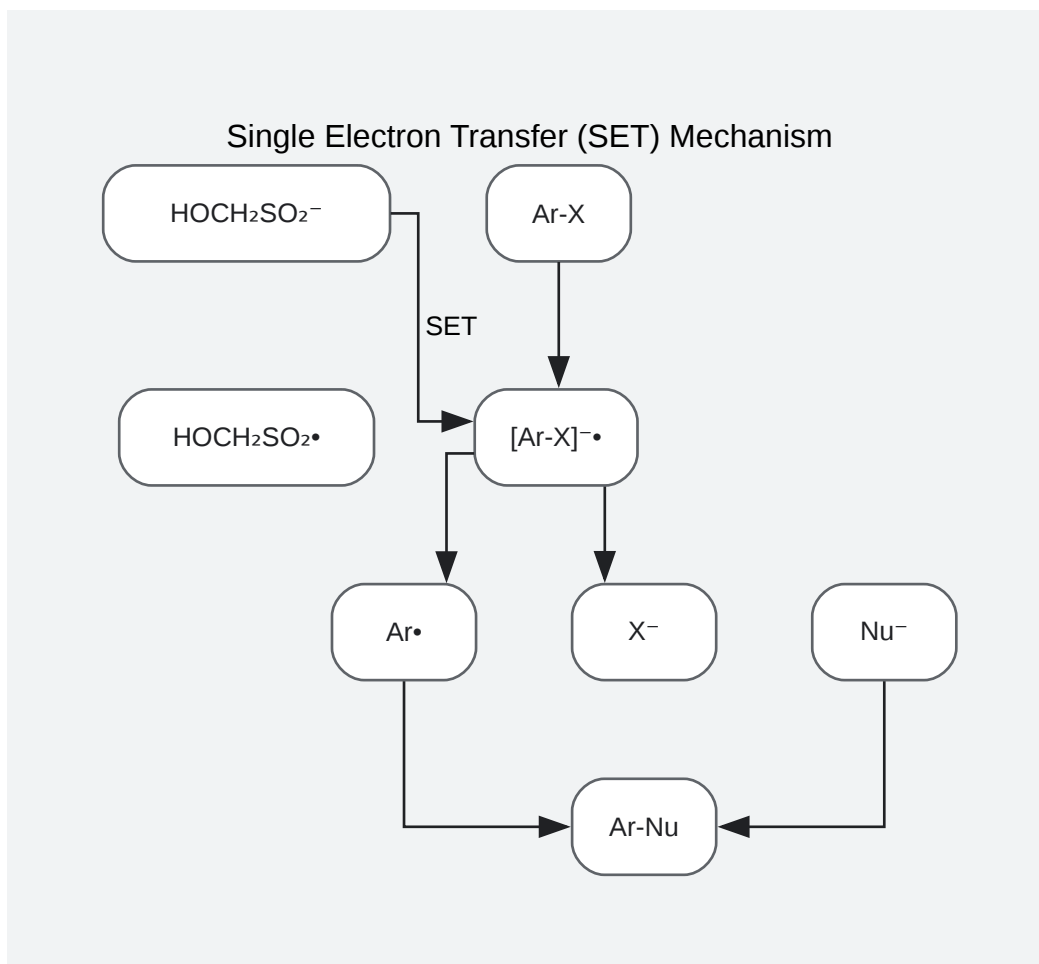 Single Electron Transfer (SET) Mechanism
HOCH₂SO₂⁻
Ar-X
SET
HOCH₂SO₂•
[Ar-X]⁻•
Ar•
X⁻
Nu⁻
Ar-Nu